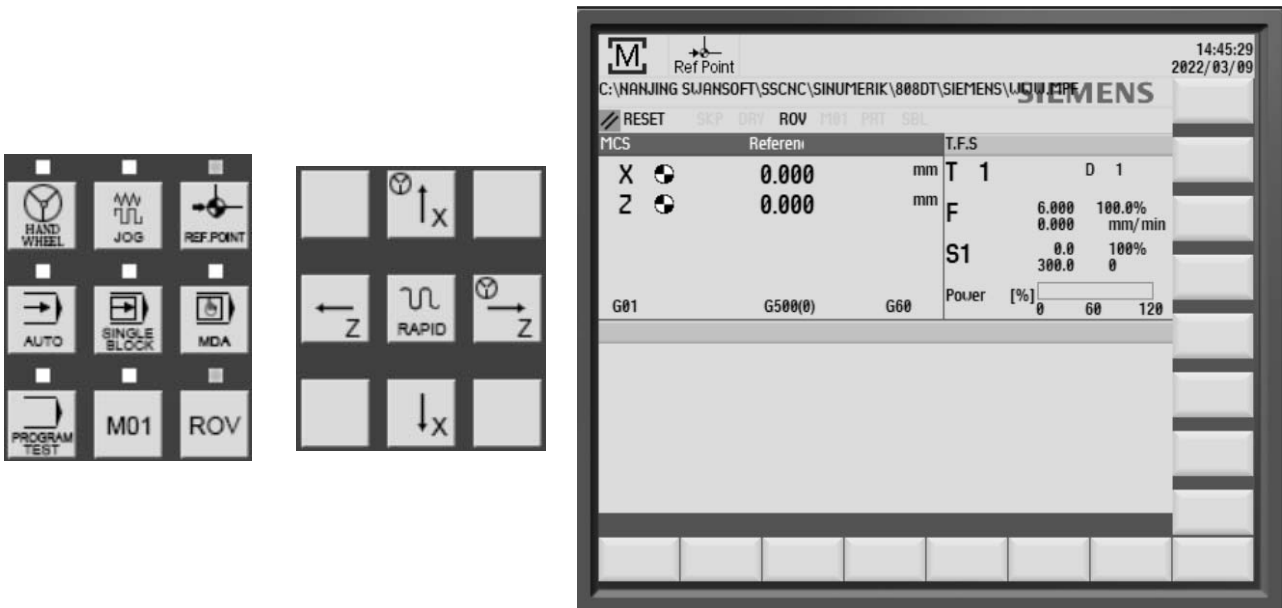 HAND WHEEL
JOG
REF.POINT
AUTO
SINGLE BLOCK
MDA
PROGRAM TEST
M01
ROV
X
Z
RAPID
Z
X
M
Ref Point
14:45:29
2022/03/09
C:\NANJING SWANSOFT\SSCNC\SINUMERIK\808DT\SIEMENS\WWW.MPF
SIEMENS
RESET SKP DRY ROV M01 PRT SBL
MCS Referen T.F.S
X 0.000 mm T 1 D 1
Z 0.000 mm
F 6.000 100.0%
0.000 mm/min
S1 0.0 100%
300.0 0
G01 G500(0) G60
Power [%] 0 60 120